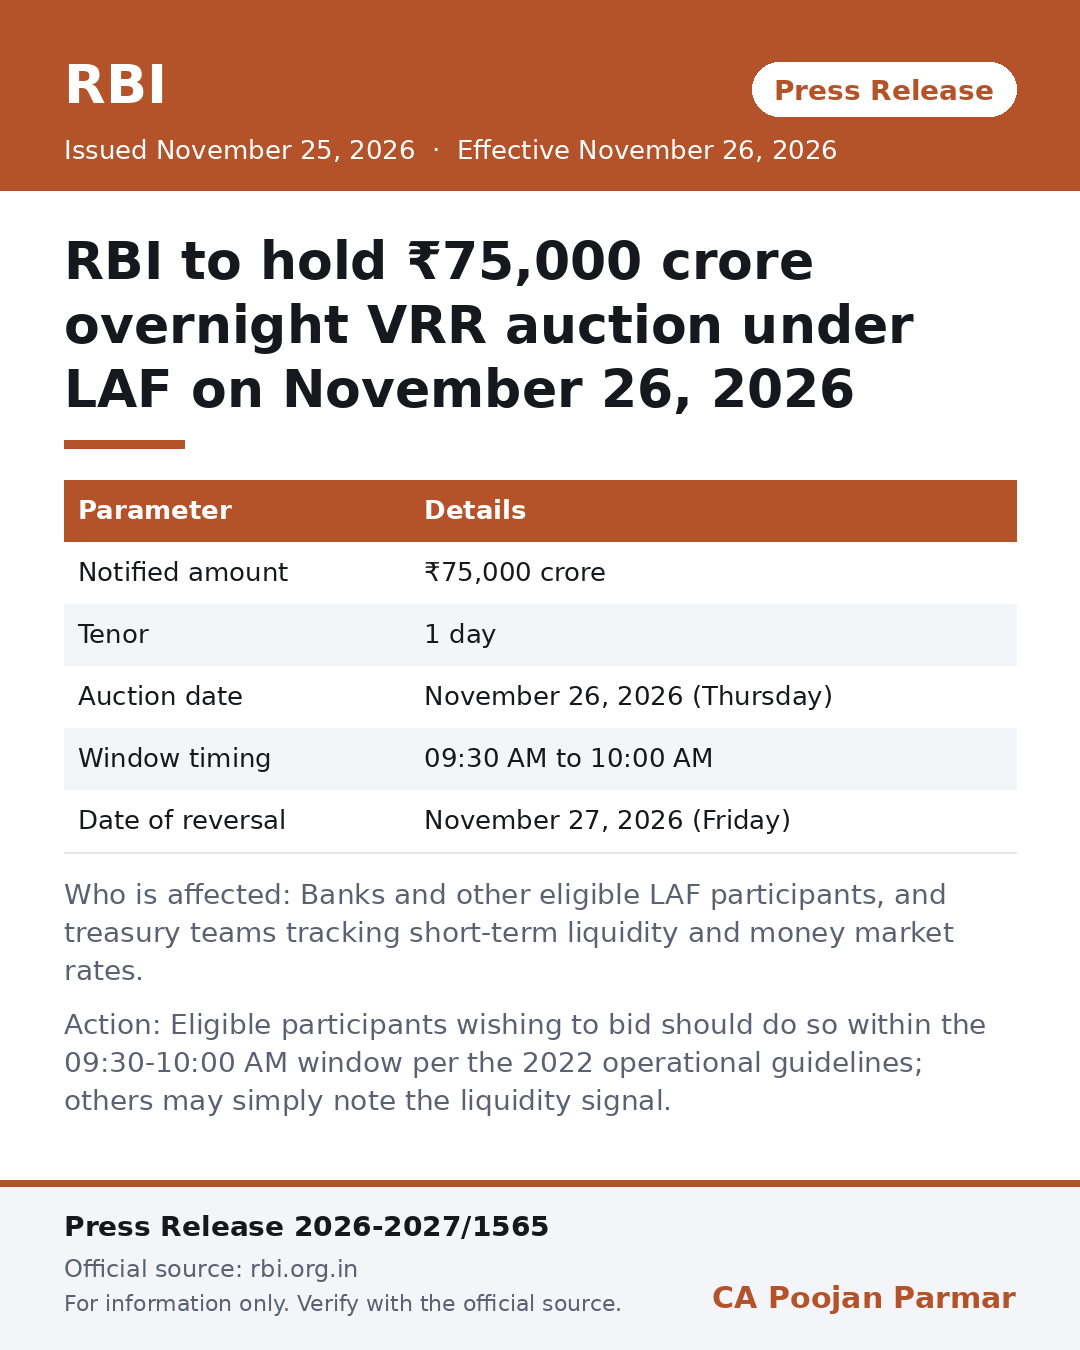 RBI
Press Release
Issued November 25, 2026 · Effective November 26, 2026
RBI to hold ₹75,000 crore
overnight VRR auction under
LAF on November 26, 2026
Parameter Details
Notified amount ₹75,000 crore
Tenor 1 day
Auction date November 26, 2026 (Thursday)
Window timing 09:30 AM to 10:00 AM
Date of reversal November 27, 2026 (Friday)
Who is affected: Banks and other eligible LAF participants, and
treasury teams tracking short-term liquidity and money market
rates.
Action: Eligible participants wishing to bid should do so within the
09:30-10:00 AM window per the 2022 operational guidelines;
others may simply note the liquidity signal.
Press Release 2026-2027/1565
Official source: rbi.org.in
For information only. Verify with the official source.
CA Poojan Parmar